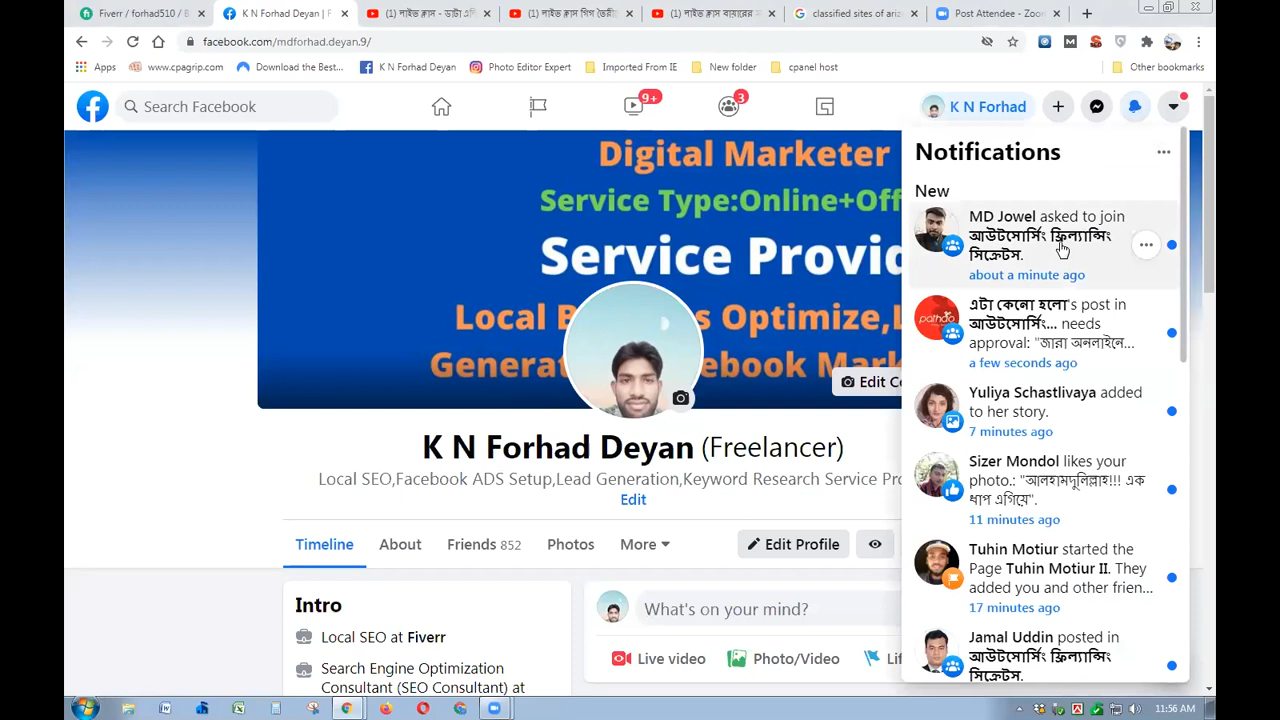 Fiverr / forhad510 / B
K N Forhad Deyan | F
(1) লাইভ ক্লাস - ডাটা এন্ট
(1) লাইভ ক্লাস গিগ তৈরী
(1) লাইভ ক্লাস বায়ারের স
classified sites of ariz
Post Attendee - Zoo
facebook.com/mdforhad.deyan.9/
Apps
www.cpagrip.com
Download the Best...
K N Forhad Deyan
Photo Editor Expert
Imported From IE
New folder
cpanel host
Other bookmarks
Search Facebook
9+
3
K N Forhad
Digital Marketer
Service Type:Online+Off
Service Provid
Local B
s Optimize,L
Genera
ebook Mark
Edit Co
K N Forhad Deyan (Freelancer)
Local SEO,Facebook ADS Setup,Lead Generation,Keyword Research Service Pro
Edit
Timeline
About
Friends 852
Photos
More
Edit Profile
Intro
Local SEO at Fiverr
Search Engine Optimization
Consultant (SEO Consultant) at
What's on your mind?
Live video
Photo/Video
Lif
Notifications
New
MD Jowel asked to join
আউটসোর্সিং ফ্রিল্যান্সিং
সিক্রেটস.
about a minute ago
এটা কেনো হলো's post in
আউটসোর্সিং... needs
approval: "জারা অনলাইনে...
a few seconds ago
Yuliya Schastlivaya added
to her story.
7 minutes ago
Sizer Mondol likes your
photo.: "আলহামদুলিল্লাহ!!! এক
ধাপ এগিয়ে".
11 minutes ago
Tuhin Motiur started the
Page Tuhin Motiur II. They
added you and other frien...
17 minutes ago
Jamal Uddin posted in
আউটসোর্সিং ফ্রিল্যান্সিং
সিক্রেটস.
pathao
11:56 AM